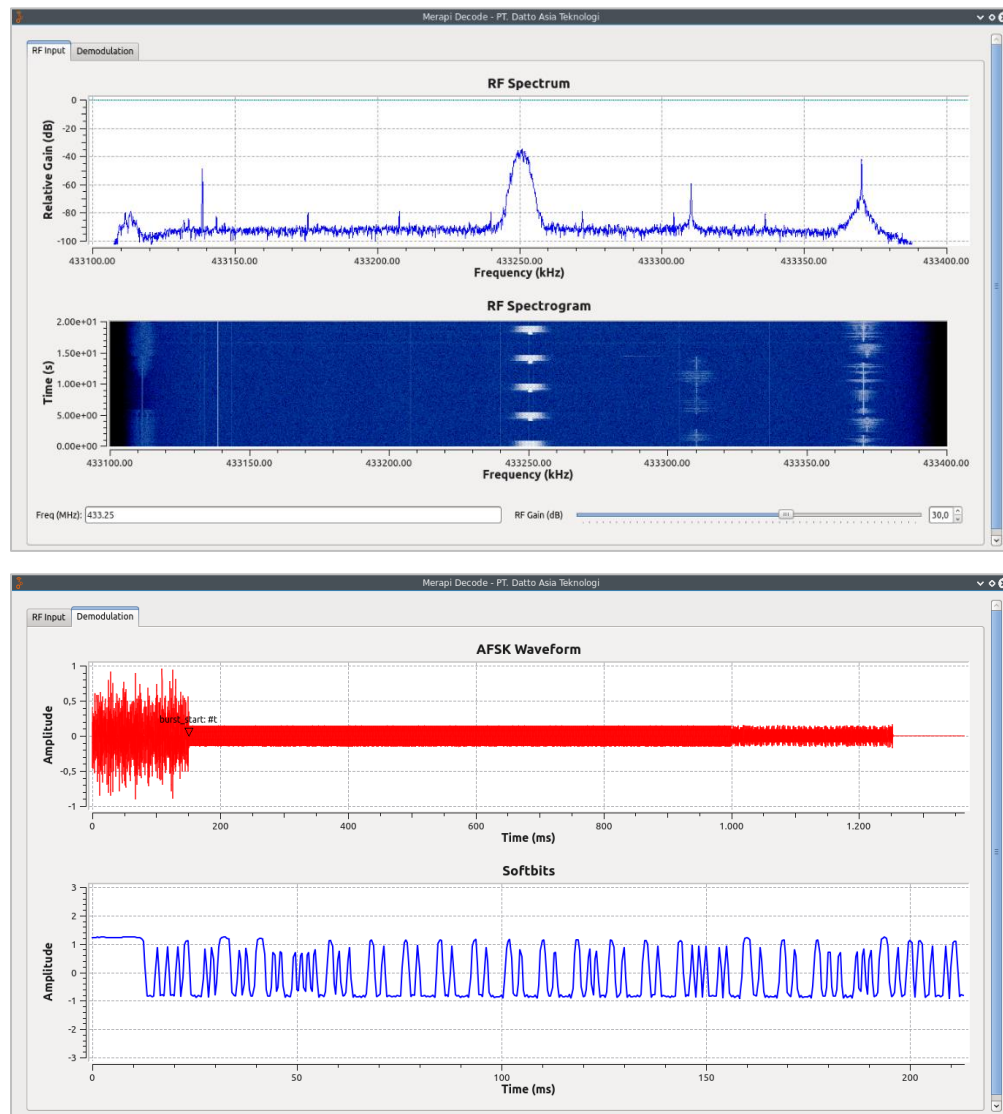 Merapi Decode - PT. Datto Asia Teknologi
RF Input Demodulation
RF Spectrum
Relative Gain (dB)
0
-20
-40
-60
-80
-100
433100.00 433150.00 433200.00 433250.00 433300.00 433350.00 433400.00
Frequency (kHz)
RF Spectrogram
Time (s)
2.00e+01
1.50e+01
1.00e+01
5.00e+00
0.00e+00
433100.00 433150.00 433200.00 433250.00 433300.00 433350.00 433400.00
Frequency (kHz)
Freq (MHz): 433.25 RF Gain (dB) 30,0
Merapi Decode - PT. Datto Asia Teknologi
RF Input Demodulation
AFSK Waveform
Amplitude
1
0,5
0
-0,5
-1
burst_start: #t
0 200 400 600 800 1.000 1.200
Time (ms)
Softbits
Amplitude
3
2
1
0
-1
-2
-3
0 50 100 150 200
Time (ms)